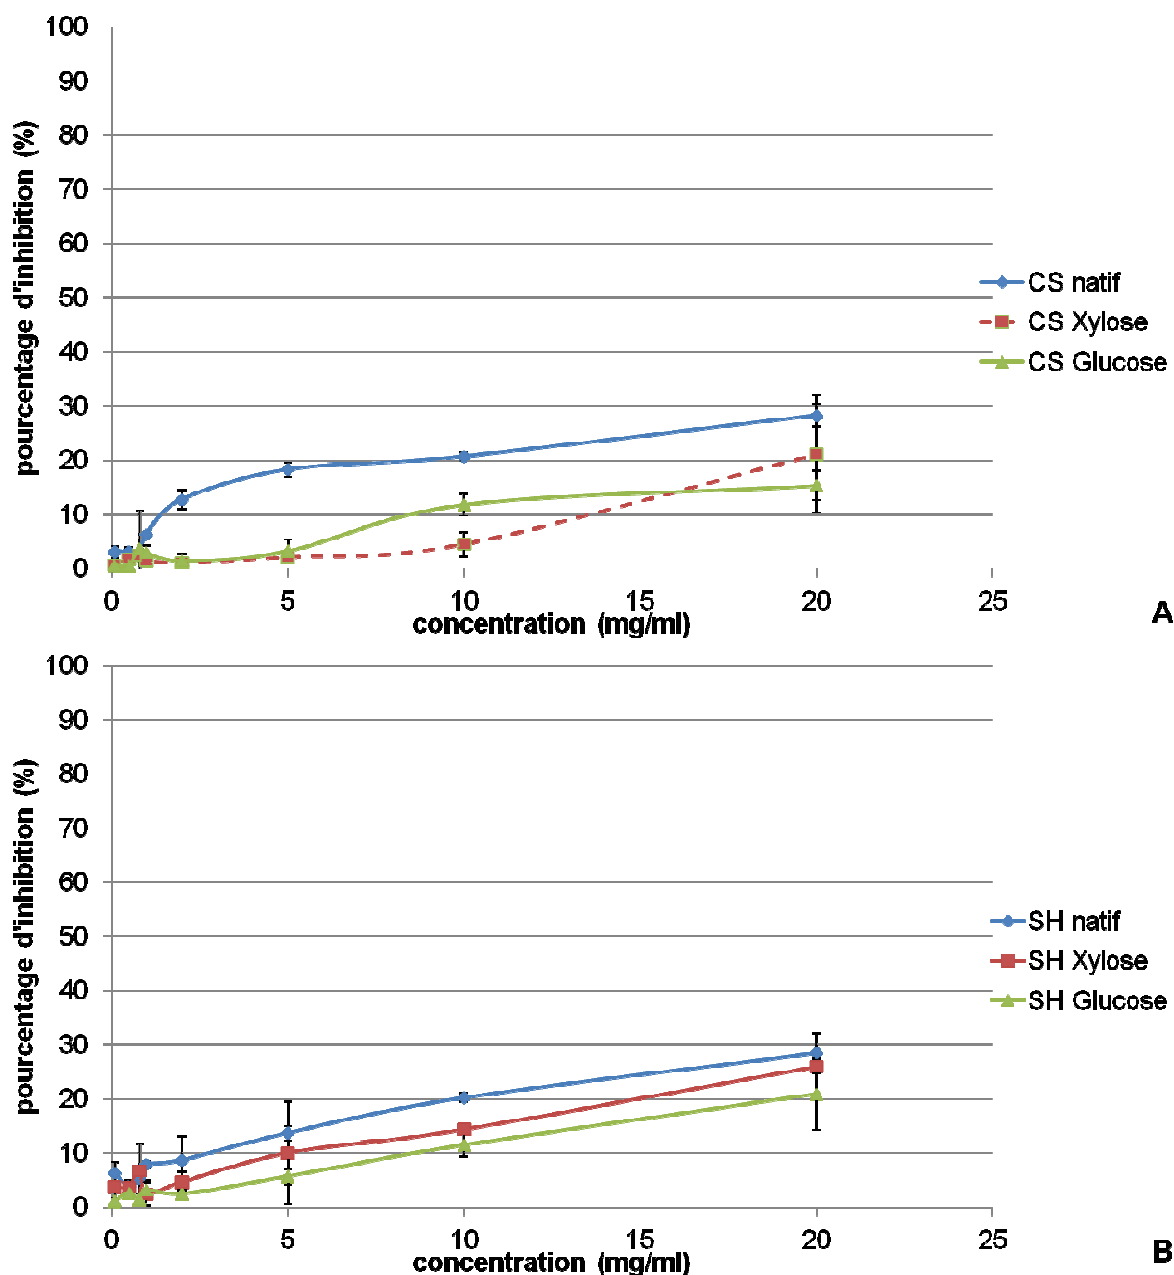 pourcentage d'inhibition (%)
100
90
80
70
60
50
40
30
20
10
0
0 5 10 15 20 25
concentration (mg/ml)
CS natif
CS Xylose
CS Glucose
A
pourcentage d'inhibition (%)
100
90
80
70
60
50
40
30
20
10
0
0 5 10 15 20 25
concentration (mg/ml)
SH natif
SH Xylose
SH Glucose
B